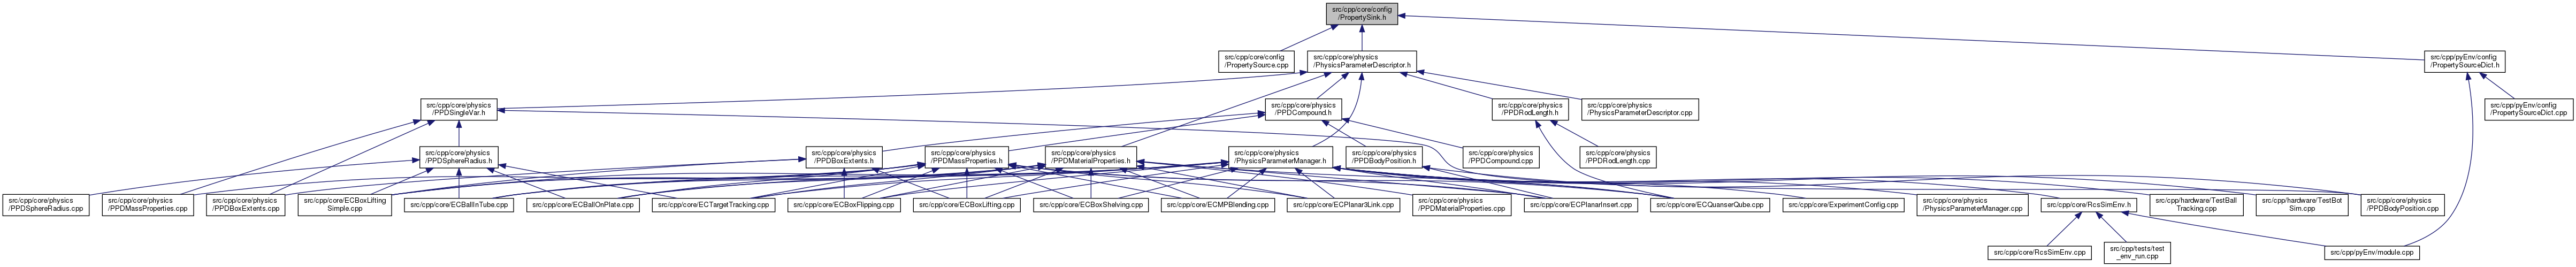 src/cpp/core/config
/PropertySink.h
src/cpp/core/config
/PropertySource.cpp
src/cpp/core/physics
/PhysicsParameterDescriptor.h
src/cpp/pyEnv/config
/PropertySourceDict.h
src/cpp/core/physics
/PPDSingleVar.h
src/cpp/core/physics
/PPDCompound.h
src/cpp/core/physics
/PPDRodLength.h
src/cpp/core/physics
/PhysicsParameterDescriptor.cpp
src/cpp/pyEnv/config
/PropertySourceDict.cpp
src/cpp/core/physics
/PPDSphereRadius.h
src/cpp/core/physics
/PPDBoxExtents.h
src/cpp/core/physics
/PPDMassProperties.h
src/cpp/core/physics
/PPDMaterialProperties.h
src/cpp/core/physics
/PhysicsParameterManager.h
src/cpp/core/physics
/PPDBodyPosition.h
src/cpp/core/physics
/PPDCompound.cpp
src/cpp/core/physics
/PPDRodLength.cpp
src/cpp/core/physics
/PPDSphereRadius.cpp
src/cpp/core/physics
/PPDMassProperties.cpp
src/cpp/core/physics
/PPDBoxExtents.cpp
src/cpp/core/ECBoxLifting
Simple.cpp
src/cpp/core/ECBallInTube.cpp
src/cpp/core/ECBallOnPlate.cpp
src/cpp/core/ECTargetTracking.cpp
src/cpp/core/ECBoxFlipping.cpp
src/cpp/core/ECBoxLifting.cpp
src/cpp/core/ECBoxShelving.cpp
src/cpp/core/ECMPBlending.cpp
src/cpp/core/ECPlanar3Link.cpp
src/cpp/core/physics
/PPDMaterialProperties.cpp
src/cpp/core/ECPlanarInsert.cpp
src/cpp/core/ECQuanserQube.cpp
src/cpp/core/ExperimentConfig.cpp
src/cpp/core/physics
/PhysicsParameterManager.cpp
src/cpp/core/RcsSimEnv.h
src/cpp/hardware/TestBall
Tracking.cpp
src/cpp/hardware/TestBot
Sim.cpp
src/cpp/core/physics
/PPDBodyPosition.cpp
src/cpp/core/RcsSimEnv.cpp
src/cpp/tests/test
_env_run.cpp
src/cpp/pyEnv/module.cpp